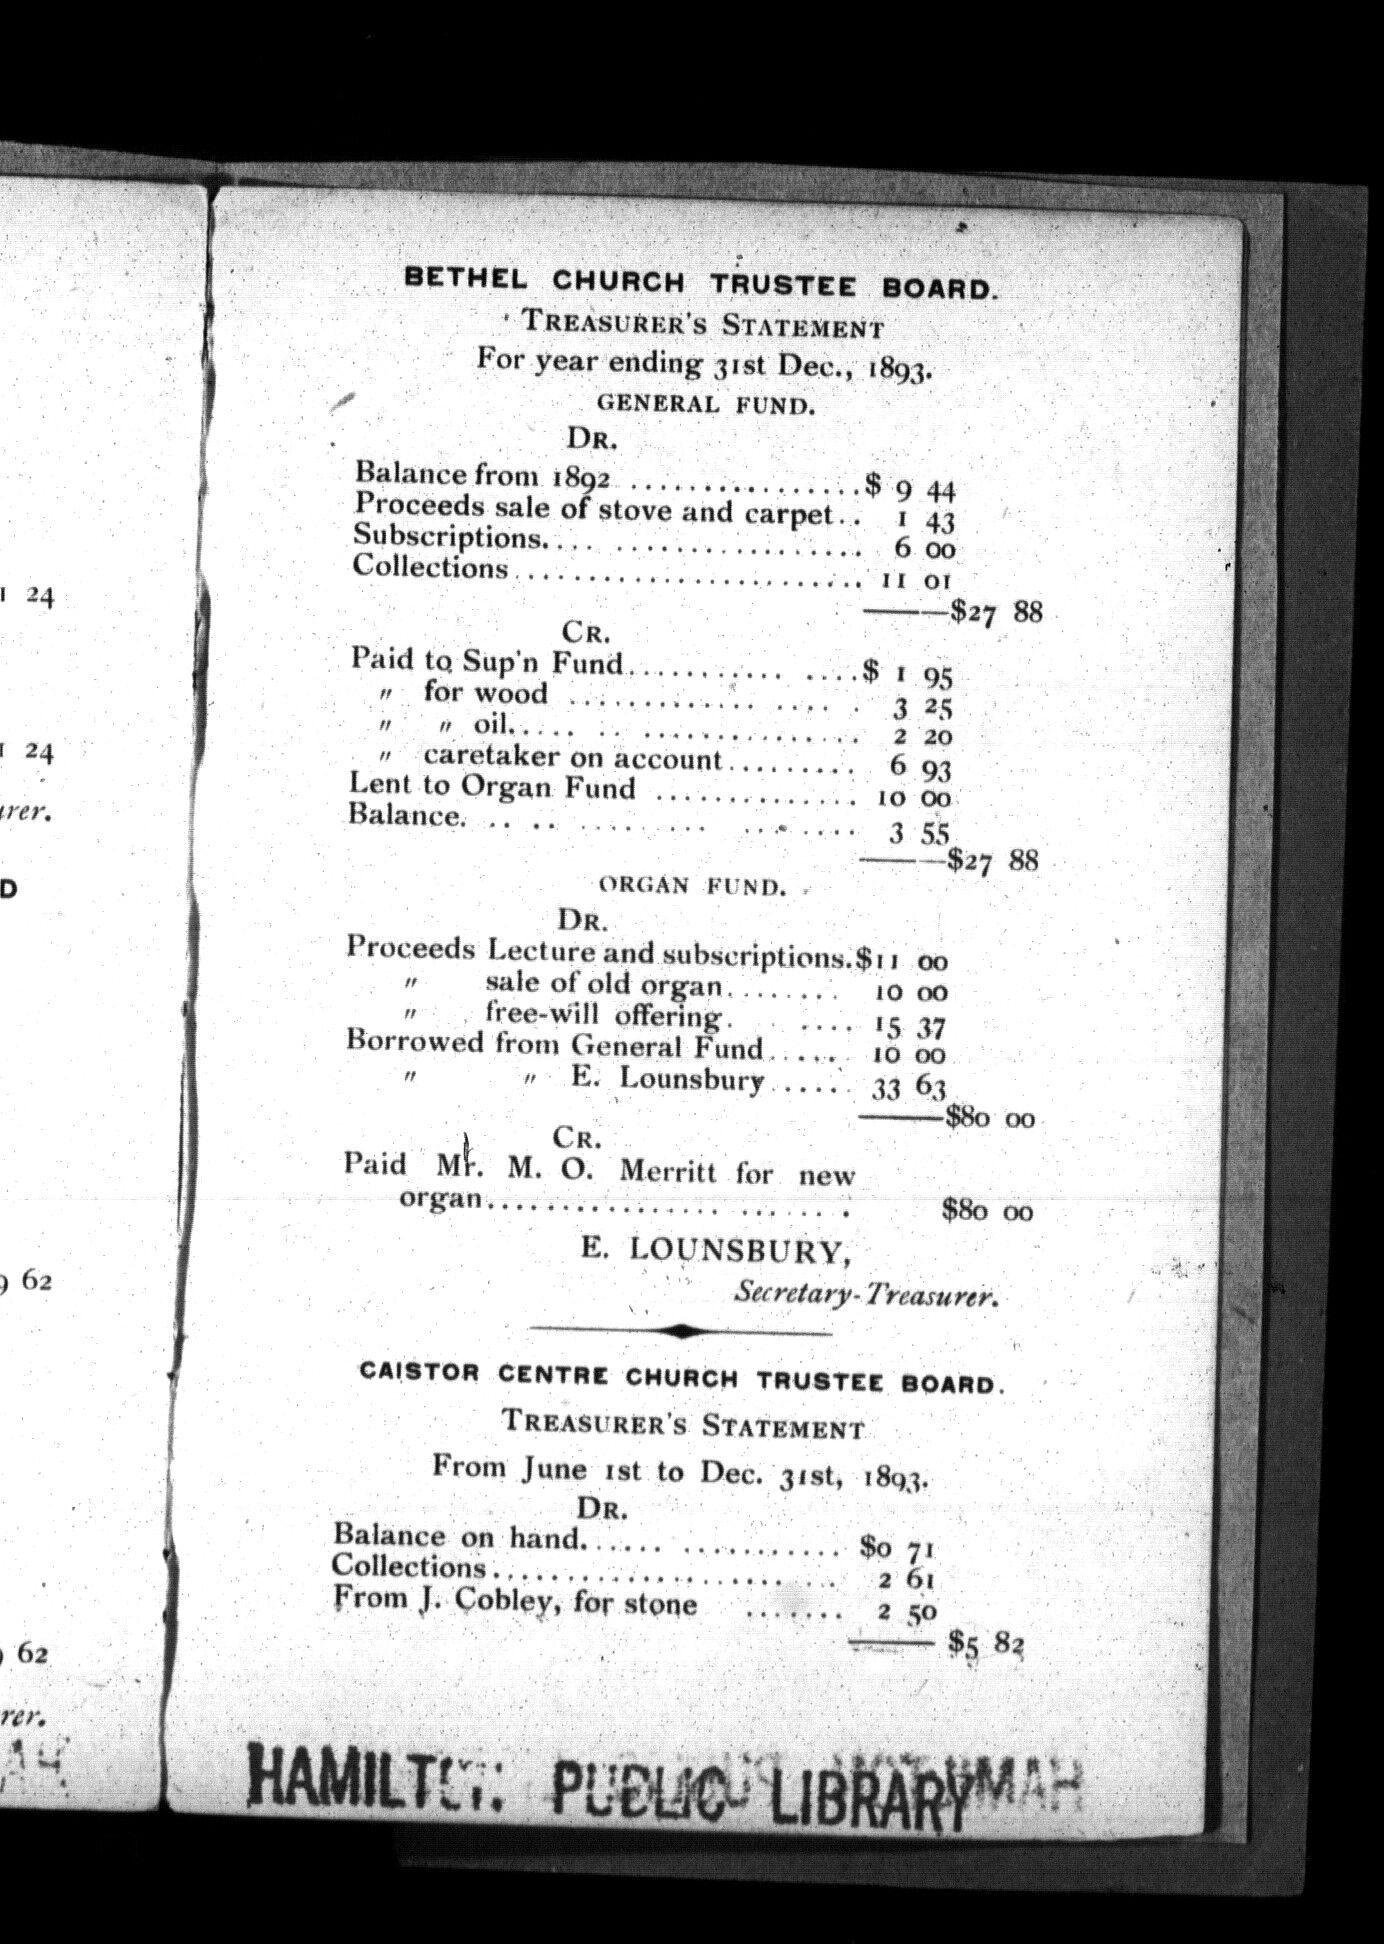 1 24
1 24
urer.
D
9 62
9 62
rer.
BETHEL CHURCH TRUSTEE BOARD.
TREASURER'S STATEMENT
For year ending 31st Dec., 1893.
GENERAL FUND.
DR.
Balance from 1892 ................$ 9 44
Proceeds sale of stove and carpet.. 1 43
Subscriptions.... ................. 6 00
Collections....................... 11 01
——$27 88
CR.
Paid to Sup'n Fund........... ....$ 1 95
" for wood ............. .... . 3 25
" " oil..... .. ............... 2 20
" caretaker on account......... 6 93
Lent to Organ Fund .............. 10 00
Balance. .. .. ........ ... .... 3 55
——$27 88
ORGAN FUND.
DR.
Proceeds Lecture and subscriptions.$11 00
" sale of old organ........ 10 00
" free-will offering. .... 15 37
Borrowed from General Fund..... 10 00
" " E. Lounsbury..... 33 63
——$80 00
CR.
Paid Mr. M. O. Merritt for new
organ................ ....... . $80 00
E. LOUNSBURY,
Secretary-Treasurer.
CAISTOR CENTRE CHURCH TRUSTEE BOARD.
TREASURER'S STATEMENT
From June 1st to Dec. 31st, 1893.
DR.
Balance on hand...... ........... $0 71
Collections.................... .. 2 61
From J. Cobley, for stone ....... 2 50
—— $5 82
HAMILTON PUBLIC LIBRARY